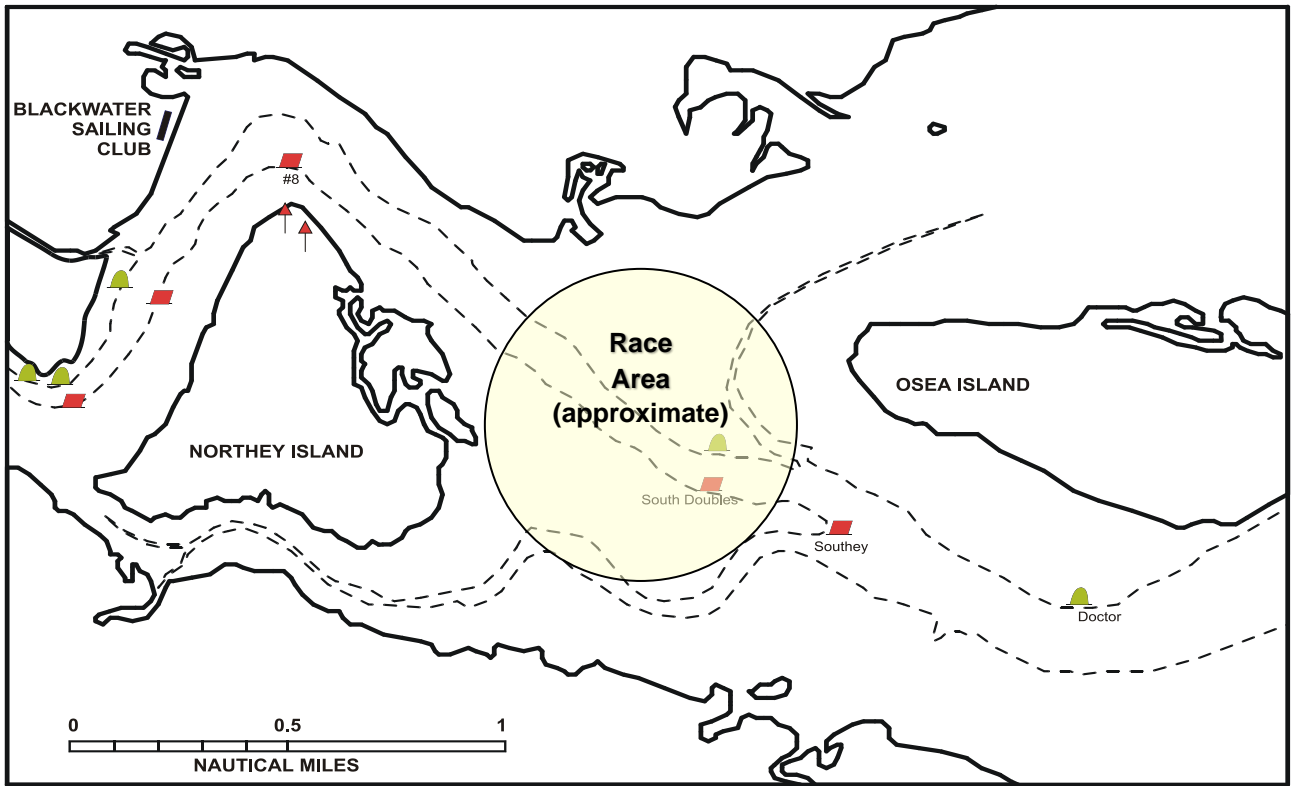 BLACKWATER
SAILING
CLUB
#8
Race
Area
(approximate)
OSEA ISLAND
NORTHEY ISLAND
South Doubles
Southey
Doctor
0 0.5 1
NAUTICAL MILES